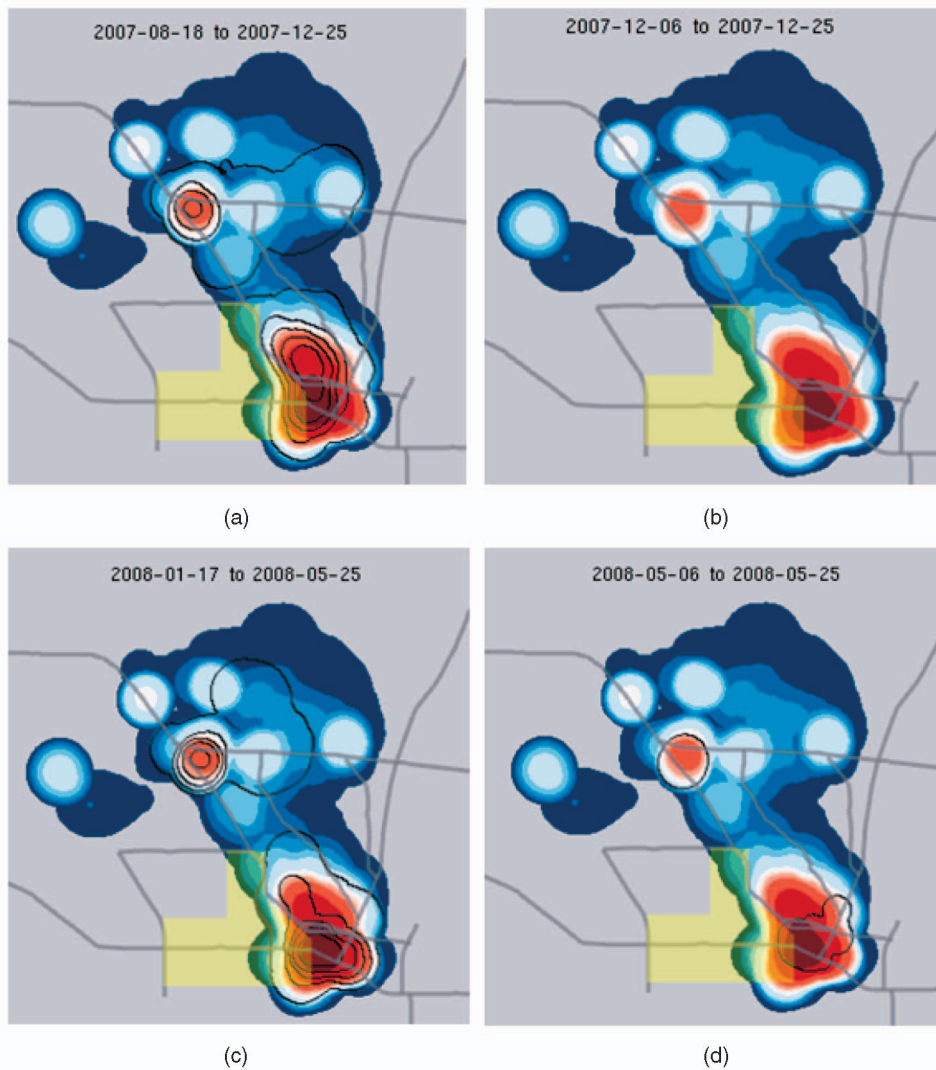 2007-08-18 to 2007-12-25
2007-12-06 to 2007-12-25
(a)
(b)
2008-01-17 to 2008-05-25
2008-05-06 to 2008-05-25
(c)
(d)